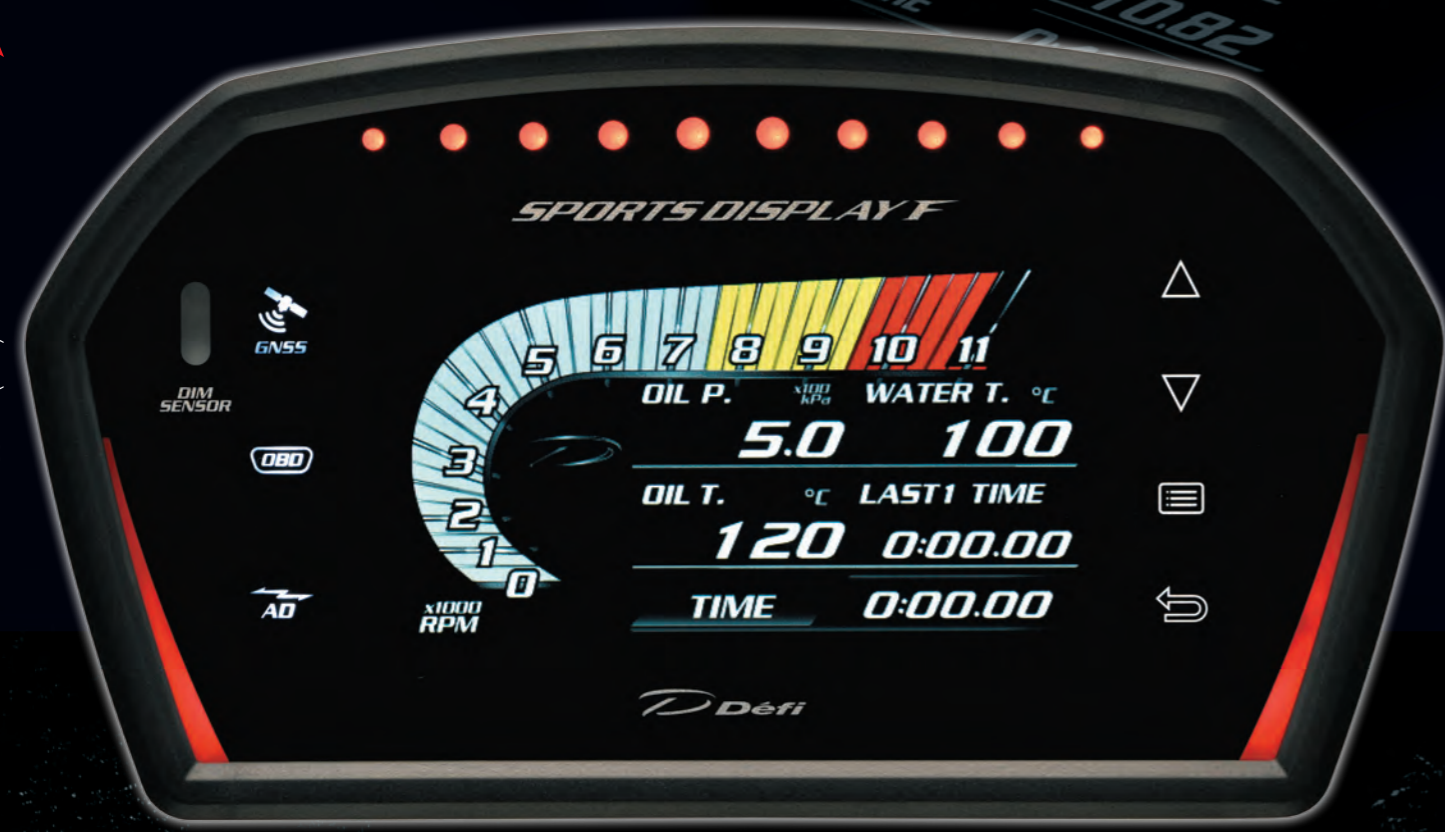 10.82
SPORTS DISPLAY F
GNSS
DIM
SENSOR
OBD
AD
0
1
2
3
4
5
6
7
8
9
10
11
x1000
RPM
OIL P. x100 kPa WATER T. °C
5.0 100
OIL T. °C LAST1 TIME
120 0:00.00
TIME 0:00.00
Défi